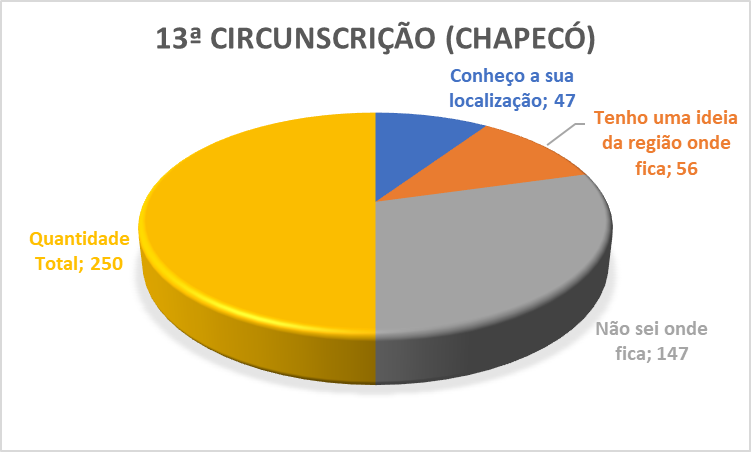 13ª CIRCUNSCRIÇÃO (CHAPECÓ)
Conheço a sua
localização; 47
Tenho uma ideia
da região onde
fica; 56
Quantidade
Total; 250
Não sei onde
fica; 147